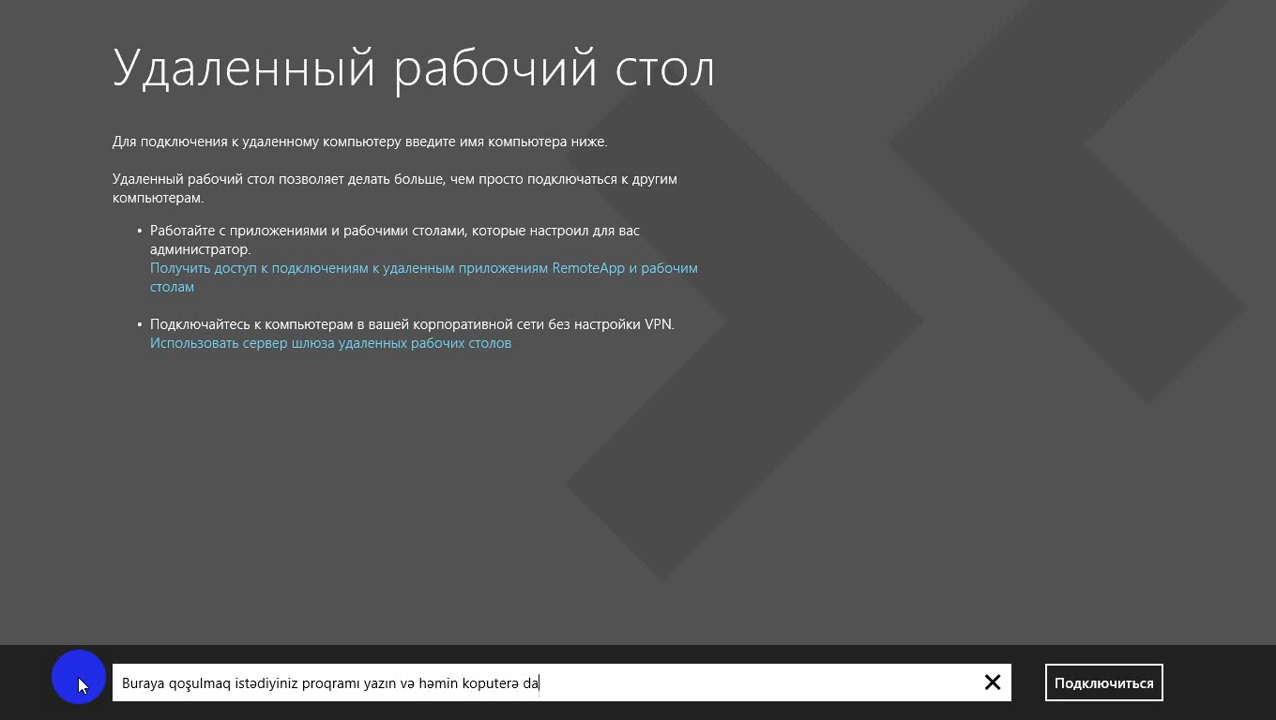 Удаленный рабочий стол
Для подключения к удаленному компьютеру введите имя компьютера ниже.
Удаленный рабочий стол позволяет делать больше, чем просто подключаться к другим
компьютерам.
• Работайте с приложениями и рабочими столами, которые настроил для вас
администратор.
Получить доступ к подключениям к удаленным приложениям RemoteApp и рабочим
столам
• Подключайтесь к компьютерам в вашей корпоративной сети без настройки VPN.
Использовать сервер шлюза удаленных рабочих столов
Buraya qoşulmaq istədiyiniz proqramı yazın və həmin koputerə da
Подключиться